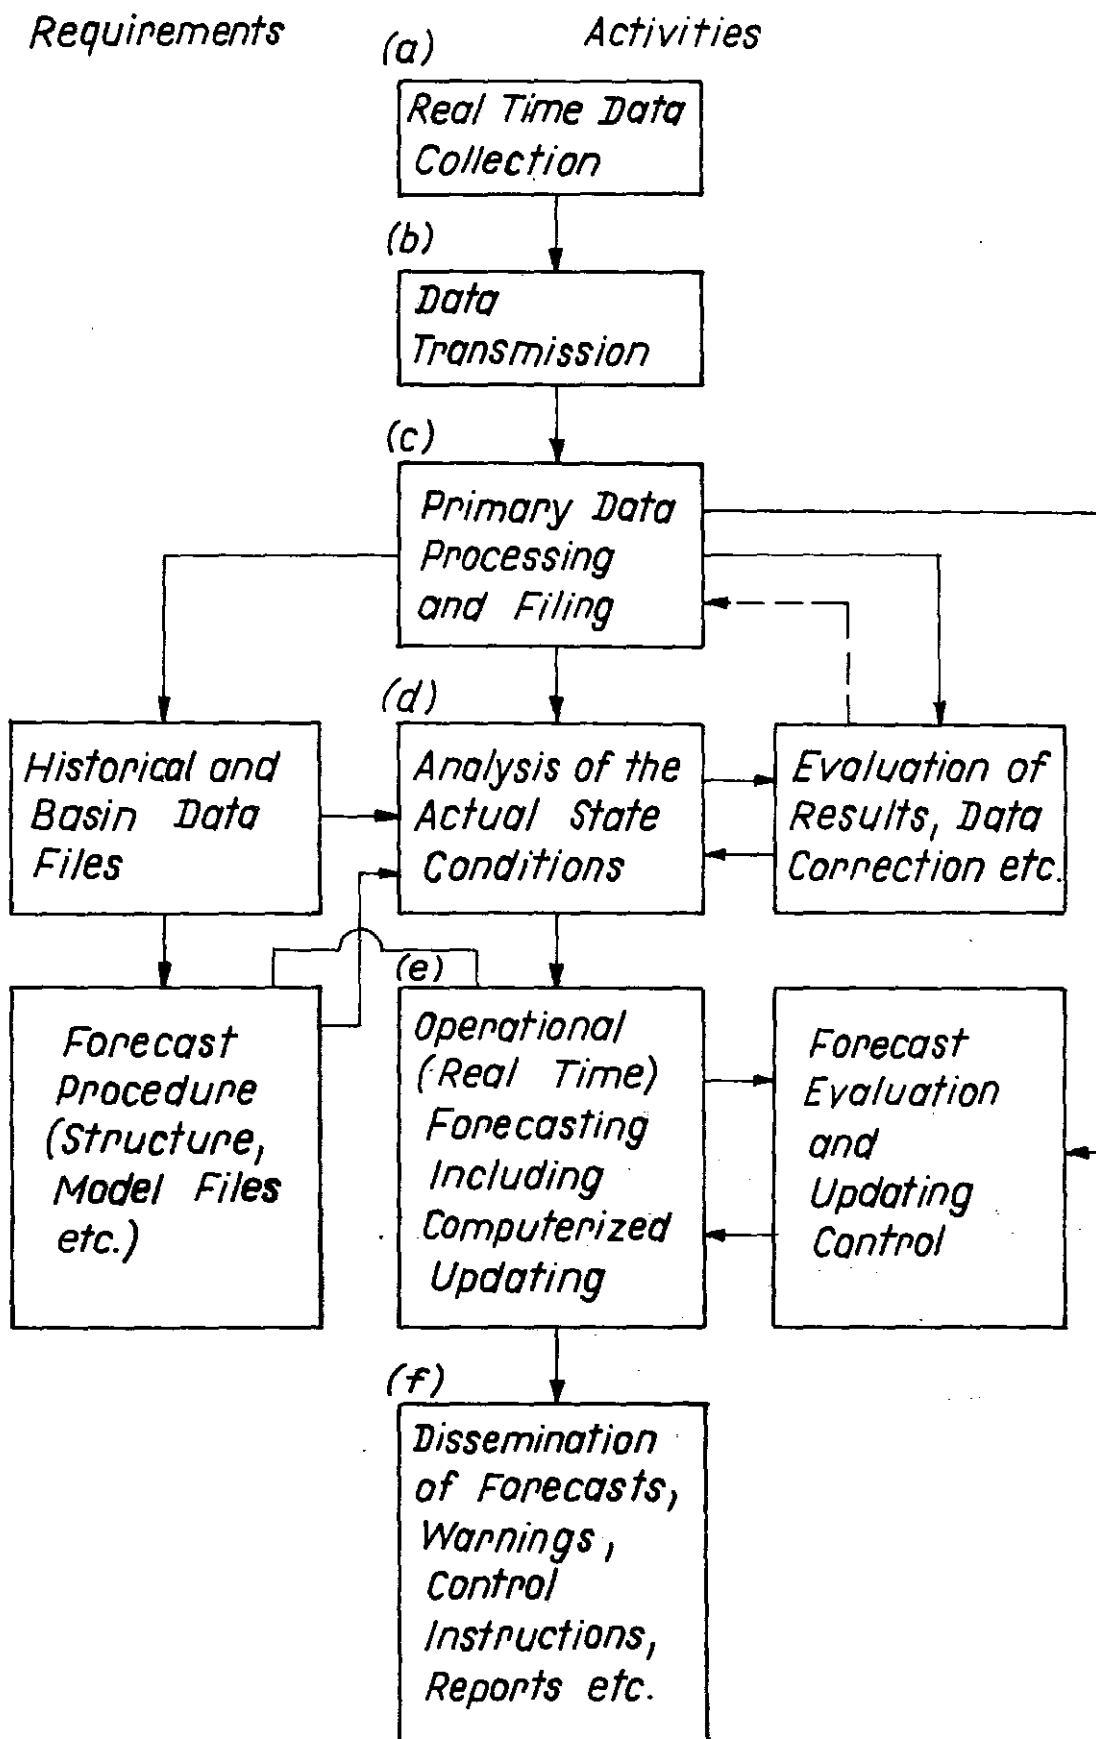 Requirements
Activities
(a)
Real Time Data
Collection
(b)
Data
Transmission
(c)
Primary Data
Processing
and Filing
(d)
Historical and
Basin Data
Files
Analysis of the
Actual State
Conditions
Evaluation of
Results, Data
Correction etc.
Forecast
Procedure
(Structure,
Model Files
etc.)
(e)
Operational
(Real Time)
Forecasting
Including
Computerized
Updating
Forecast
Evaluation
and
Updating
Control
(f)
Dissemination
of Forecasts,
Warnings,
Control
Instructions,
Reports etc.